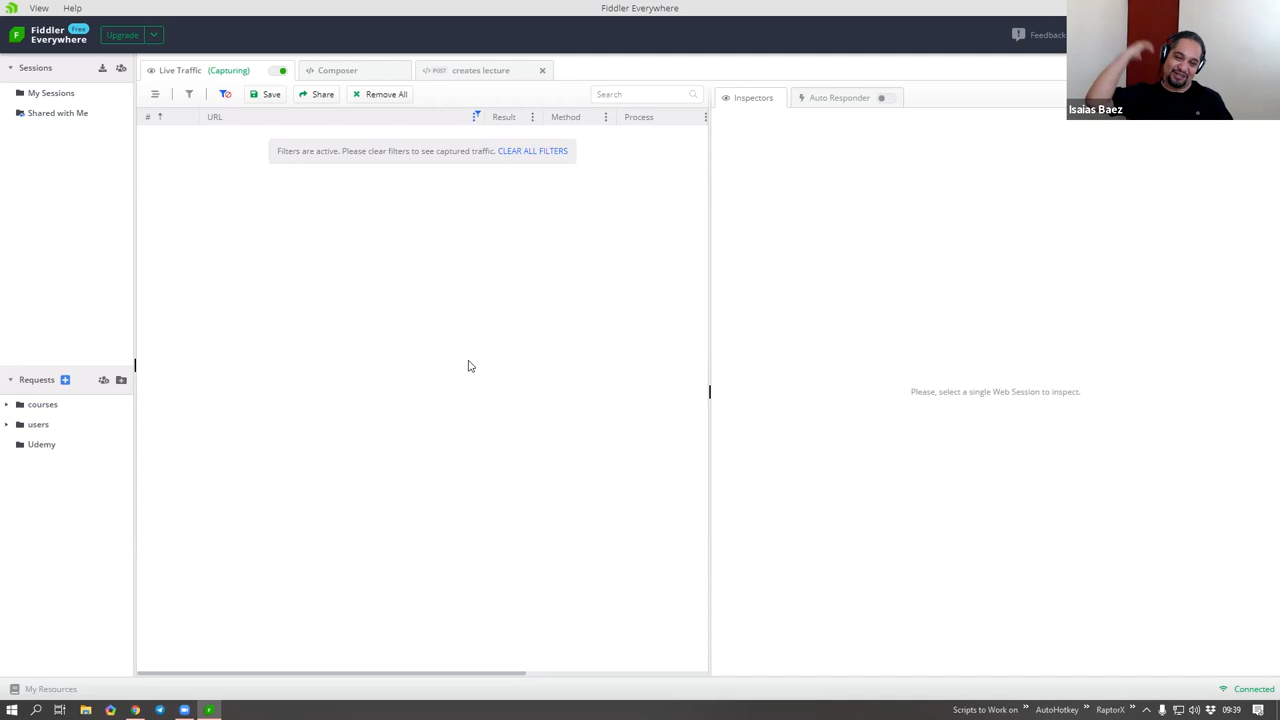 View Help
Fiddler Everywhere
Fiddler Everywhere Free
Upgrade
Feedback
Isaias Baez
Sessions
My Sessions
Shared with Me
Live Traffic (Capturing)
Composer
POST creates lecture
Save Share Remove All
Search
# URL Result Method Process
Filters are active. Please clear filters to see captured traffic. CLEAR ALL FILTERS
Inspectors Auto Responder
Please, select a single Web Session to inspect.
Requests
courses
users
Udemy
My Resources
Connected
Scripts to Work on » AutoHotkey » RaptorX » 09:39